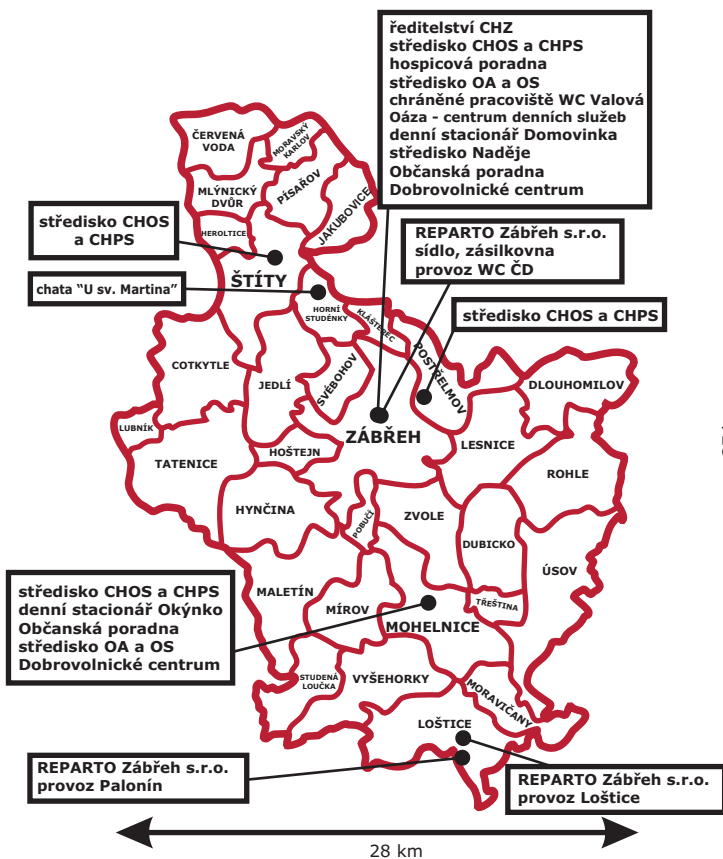 ředitelství CHZ
středisko CHOS a CHPS
hospicová poradna
středisko OA a OS
chráněné pracoviště WC Valová
Oáza - centrum denních služeb
denní stacionář Domovinka
středisko Naděje
Občanská poradna
Dobrovolnické centrum
ČERVENÁ
VODA
MORAVSKÝ
KARLOV
MLÝNICKÝ
DVŮR
PÍSAŘOV
JAKUBOVICE
HEROLTICE
středisko CHOS
a CHPS
REPARTO Zábřeh s.r.o.
sídlo, zásilkovna
provoz WC ČD
ŠTÍTY
chata "U sv. Martina"
HORNÍ
STUDÉNKY
KLÁŠTEREC
středisko CHOS a CHPS
POSTŘELMOV
COTKYTLE
JEDLÍ
SVÉBOHOV
DLOUHOMILOV
LUBNÍK
ZÁBŘEH
LESNICE
TATENICE
HOŠTEJN
ROHLE
HYNČINA
POBUČÍ
ZVOLE
DUBICKO
ÚSOV
středisko CHOS a CHPS
denní stacionář Okýnko
Občanská poradna
středisko OA a OS
Dobrovolnické centrum
MALETÍN
MÍROV
TŘEŠTINA
MOHELNICE
STUDENÁ
LOUČKA
VYŠEHORKY
MORAVIČANY
LOŠTICE
REPARTO Zábřeh s.r.o.
provoz Palonín
REPARTO Zábřeh s.r.o.
provoz Loštice
28 km